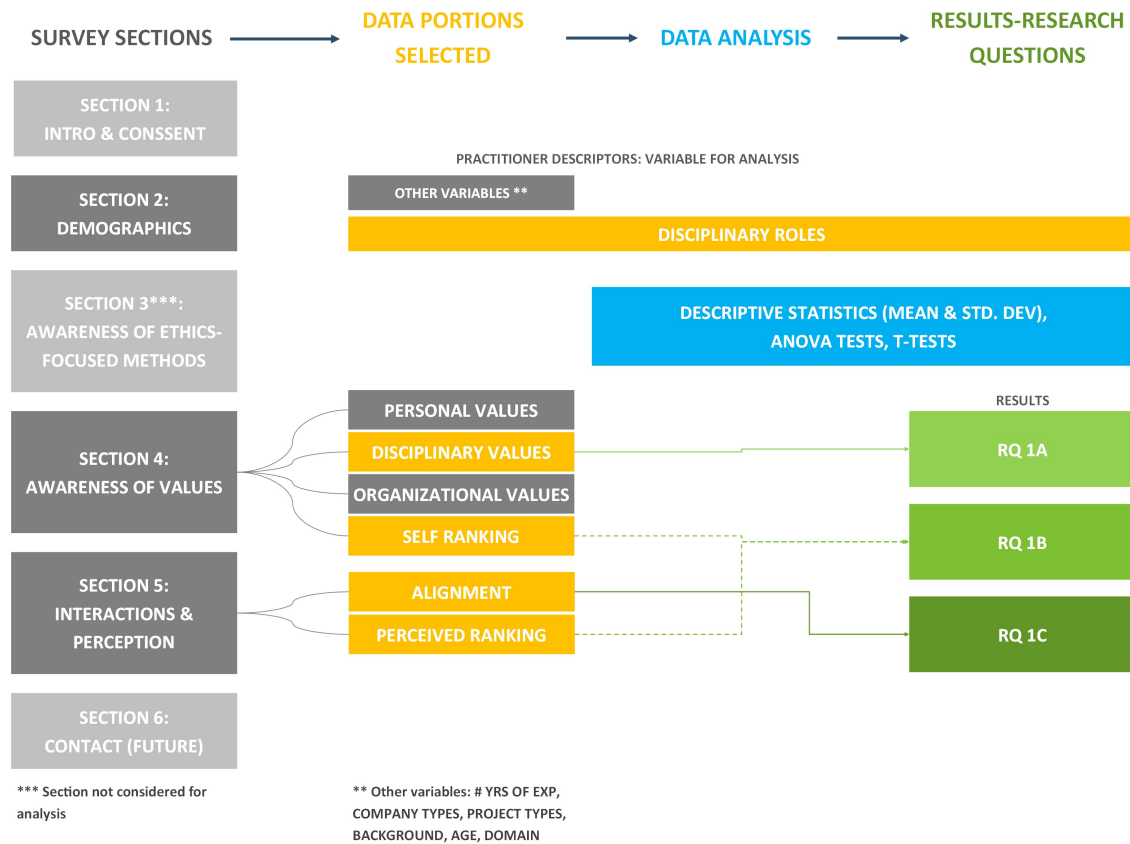 SURVEY SECTIONS
DATA PORTIONS
SELECTED
DATA ANALYSIS
RESULTS-RESEARCH
QUESTIONS
SECTION 1:
INTRO & CONSSENT
PRACTITIONER DESCRIPTORS: VARIABLE FOR ANALYSIS
SECTION 2:
DEMOGRAPHICS
OTHER VARIABLES **
DISCIPLINARY ROLES
SECTION 3***:
AWARENESS OF ETHICS-
FOCUSED METHODS
DESCRIPTIVE STATISTICS (MEAN & STD. DEV),
ANOVA TESTS, T-TESTS
SECTION 4:
AWARENESS OF VALUES
PERSONAL VALUES
DISCIPLINARY VALUES
ORGANIZATIONAL VALUES
SELF RANKING
RESULTS
RQ 1A
RQ 1B
SECTION 5:
INTERACTIONS &
PERCEPTION
ALIGNMENT
PERCEIVED RANKING
RQ 1C
SECTION 6:
CONTACT (FUTURE)
*** Section not considered for
analysis
** Other variables: # YRS OF EXP,
COMPANY TYPES, PROJECT TYPES,
BACKGROUND, AGE, DOMAIN